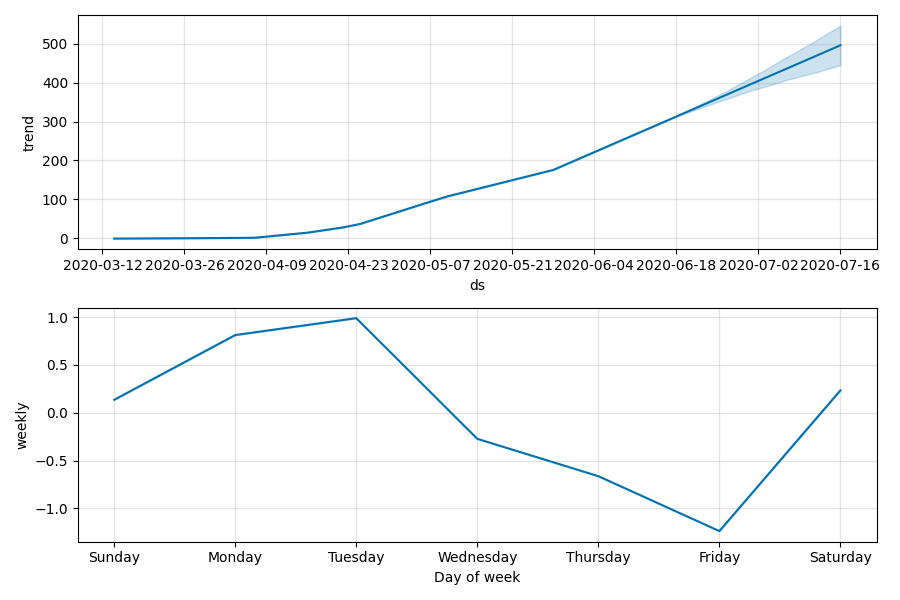 500
400
300
200
100
0
trend
2020-03-12 2020-03-26 2020-04-09 2020-04-23 2020-05-07 2020-05-21 2020-06-04 2020-06-18 2020-07-02 2020-07-16
ds
1.0
0.5
0.0
−0.5
−1.0
weekly
Sunday Monday Tuesday Wednesday Thursday Friday Saturday
Day of week